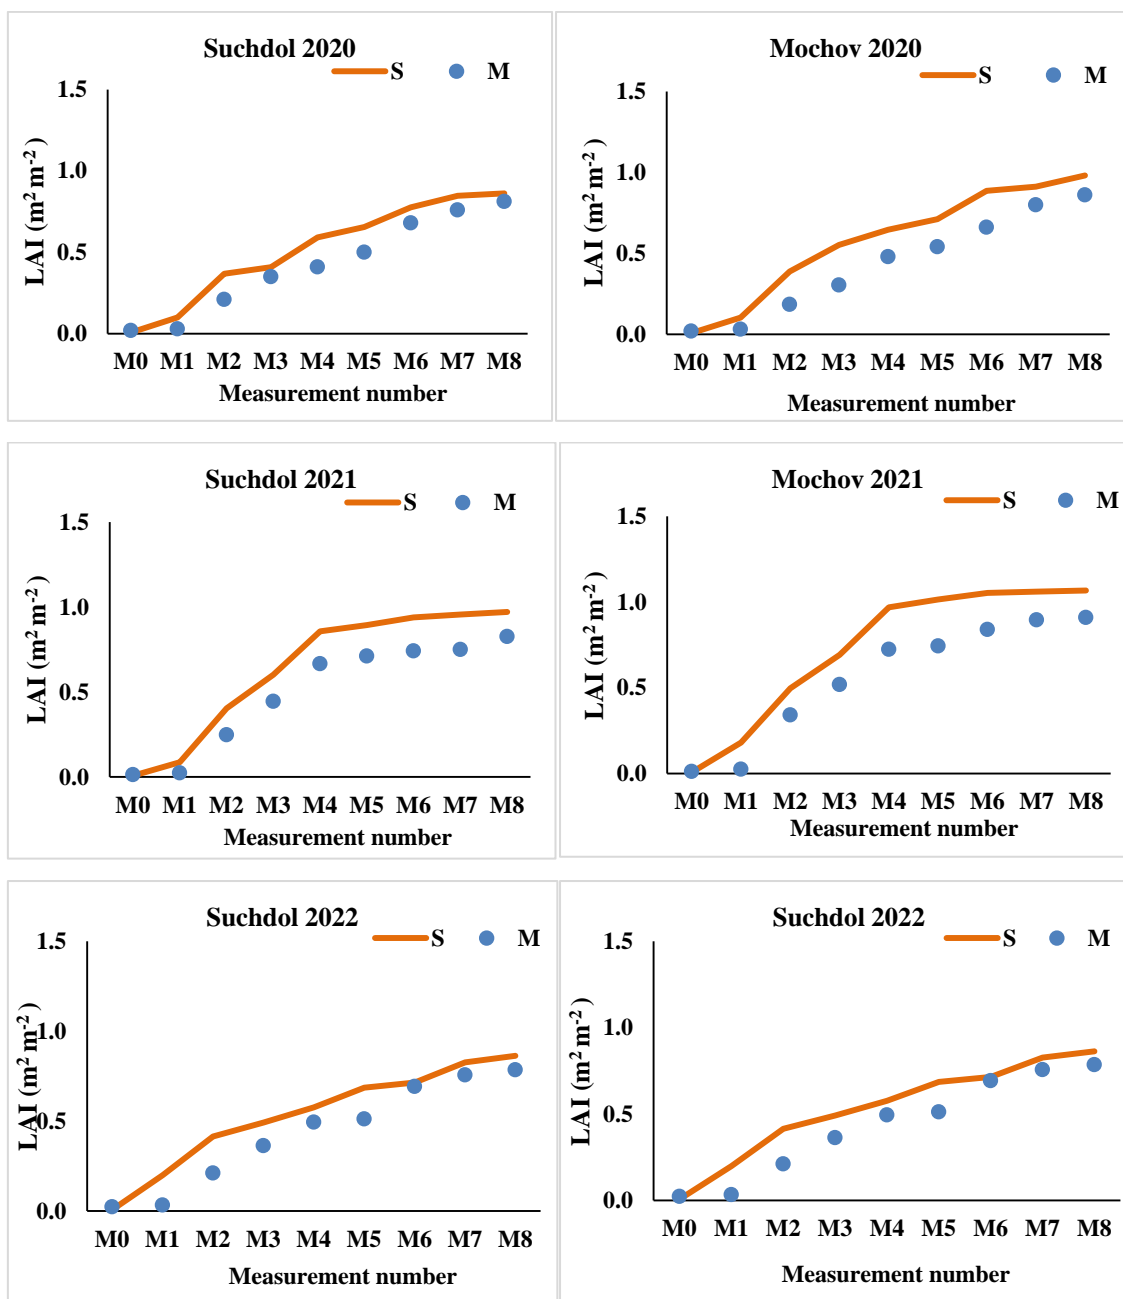 Suchdol 2020
S M
1.5
1.0
0.5
0.0
LAI (m² m⁻²)
M0 M1 M2 M3 M4 M5 M6 M7 M8
Measurement number
Mochov 2020
S M
1.5
1.0
0.5
0.0
LAI (m² m⁻²)
M0 M1 M2 M3 M4 M5 M6 M7 M8
Measurement number
Suchdol 2021
S M
1.5
1.0
0.5
0.0
LAI (m² m⁻²)
M0 M1 M2 M3 M4 M5 M6 M7 M8
Measurement number
Mochov 2021
S M
1.5
1.0
0.5
0.0
LAI (m² m⁻²)
M0 M1 M2 M3 M4 M5 M6 M7 M8
Measurement number
Suchdol 2022
S M
1.5
1.0
0.5
0.0
LAI (m² m⁻²)
M0 M1 M2 M3 M4 M5 M6 M7 M8
Measurement number
Suchdol 2022
S M
1.5
1.0
0.5
0.0
LAI (m² m⁻²)
M0 M1 M2 M3 M4 M5 M6 M7 M8
Measurement number